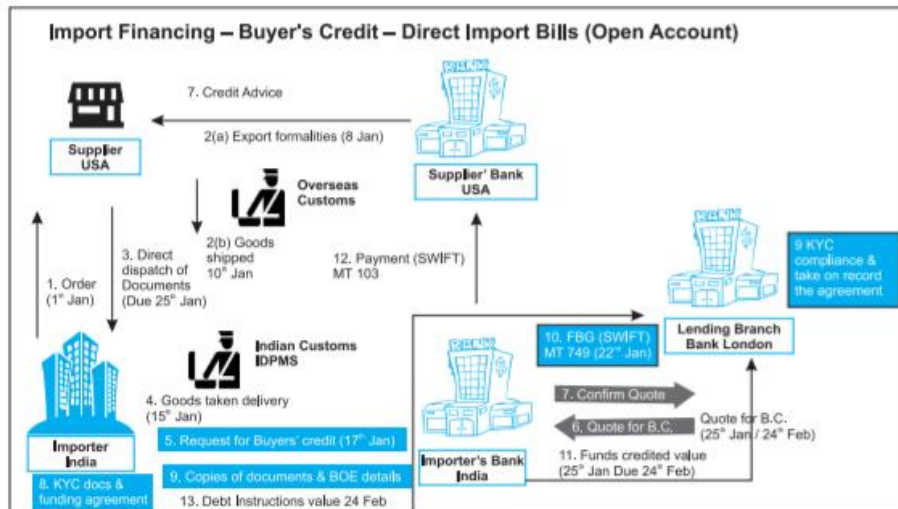 Import Financing – Buyer's Credit – Direct Import Bills (Open Account)
7. Credit Advice
2(a) Export formalities (8 Jan)
Supplier
USA
BANK
Supplier' Bank
USA
Overseas
Customs
2(b) Goods
shipped
10th Jan
3. Direct
dispatch of
Documents
(Due 25th Jan)
1. Order
(1st Jan)
12. Payment (SWIFT)
MT 103
BANK
9 KYC
compliance &
take on record
the agreement
Lending Branch
Bank London
10. FBG (SWIFT)
MT 749 (22nd Jan)
Indian Customs
IDPMS
4. Goods taken delivery
(15th Jan)
BANK
7. Confirm Quote
6. Quote for B.C.
Quote for B.C.
(25th Jan / 24th Feb)
11. Funds credited value
(25th Jan Due 24th Feb)
Importer's Bank
India
Importer
India
5. Request for Buyers' credit (17th Jan)
8. KYC docs &
funding agreement
9. Copies of documents & BOE details
13. Debt Instructions value 24 Feb